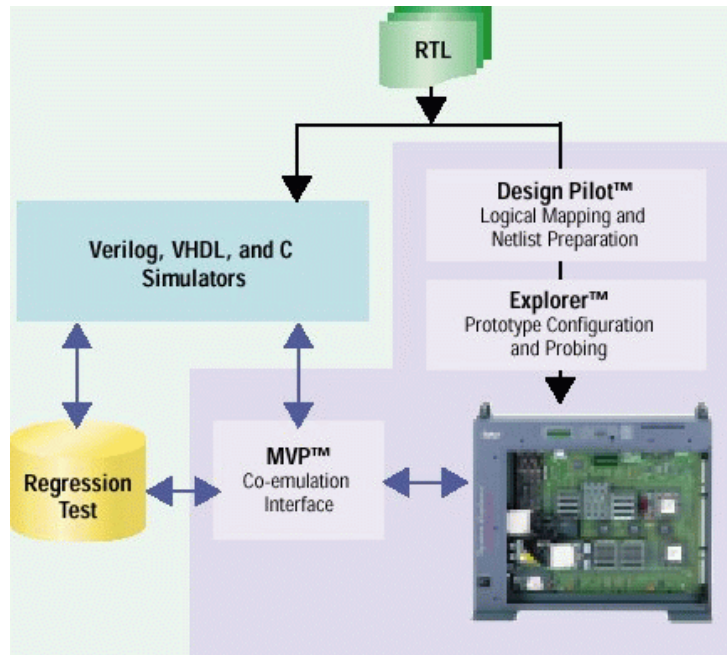 RTL
Design Pilot™
Logical Mapping and
Netlist Preparation
Verilog, VHDL, and C
Simulators
Explorer™
Prototype Configuration
and Probing
MVP™
Co-emulation
Interface
Regression
Test